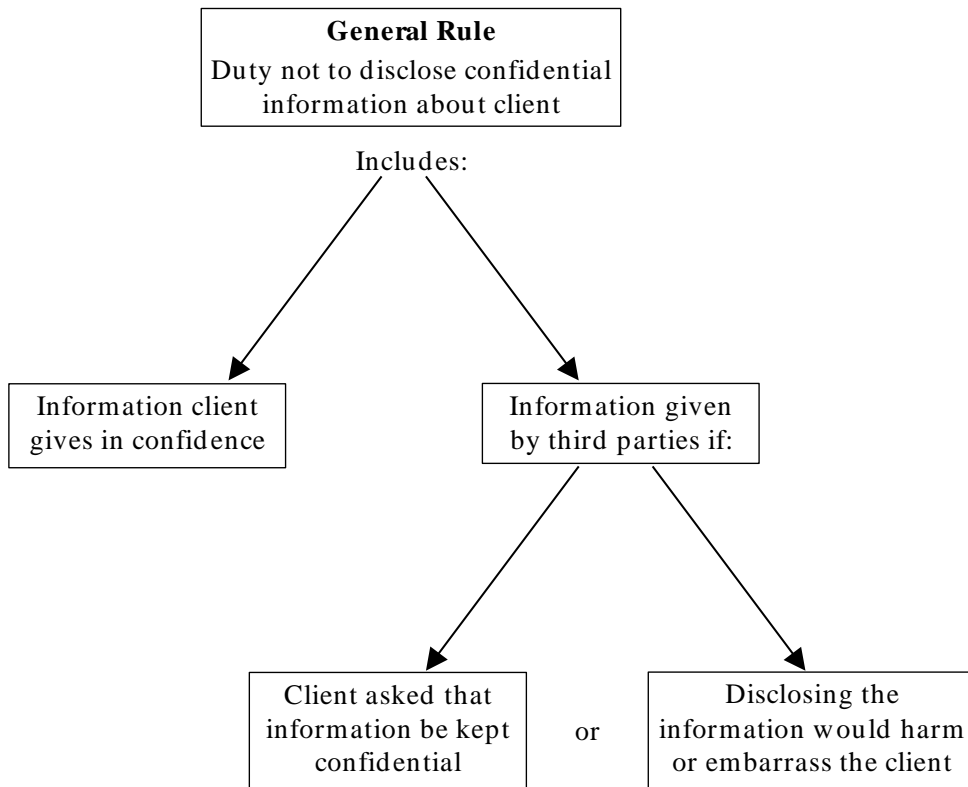 General Rule
Duty not to disclose confidential
information about client
Includes:
Information client
gives in confidence
Information given
by third parties if:
Client asked that
information be kept
confidential
or
Disclosing the
information would harm
or embarrass the client